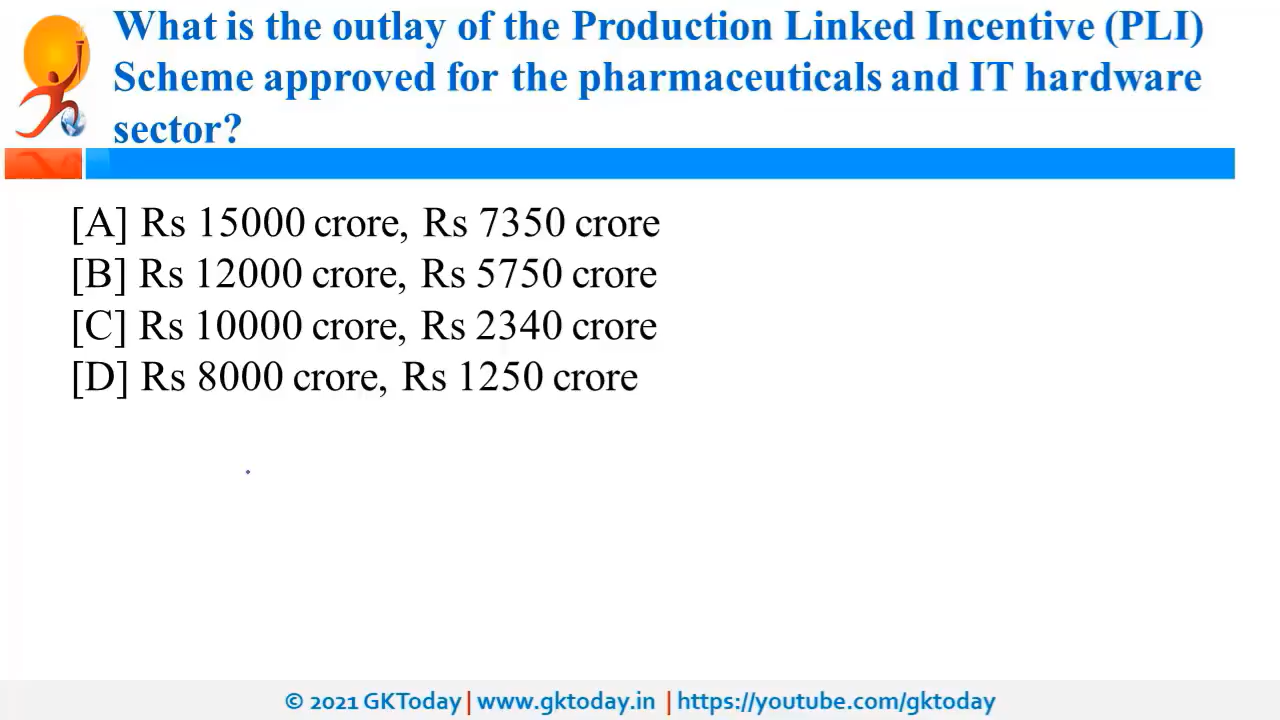 What is the outlay of the Production Linked Incentive (PLI)
Scheme approved for the pharmaceuticals and IT hardware
sector?
[A] Rs 15000 crore, Rs 7350 crore
[B] Rs 12000 crore, Rs 5750 crore
[C] Rs 10000 crore, Rs 2340 crore
[D] Rs 8000 crore, Rs 1250 crore
© 2021 GKToday | www.gktoday.in | https://youtube.com/gktoday